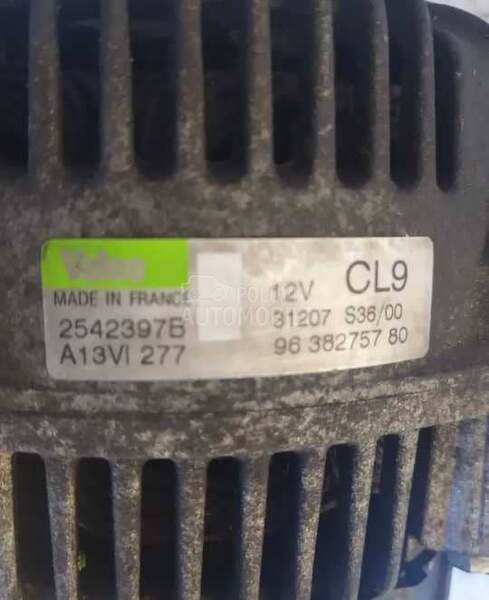 Valeo
MADE IN FRANCE
2542397B
A13VI 277
12V CL9
31207 S36/00
96 382757 80